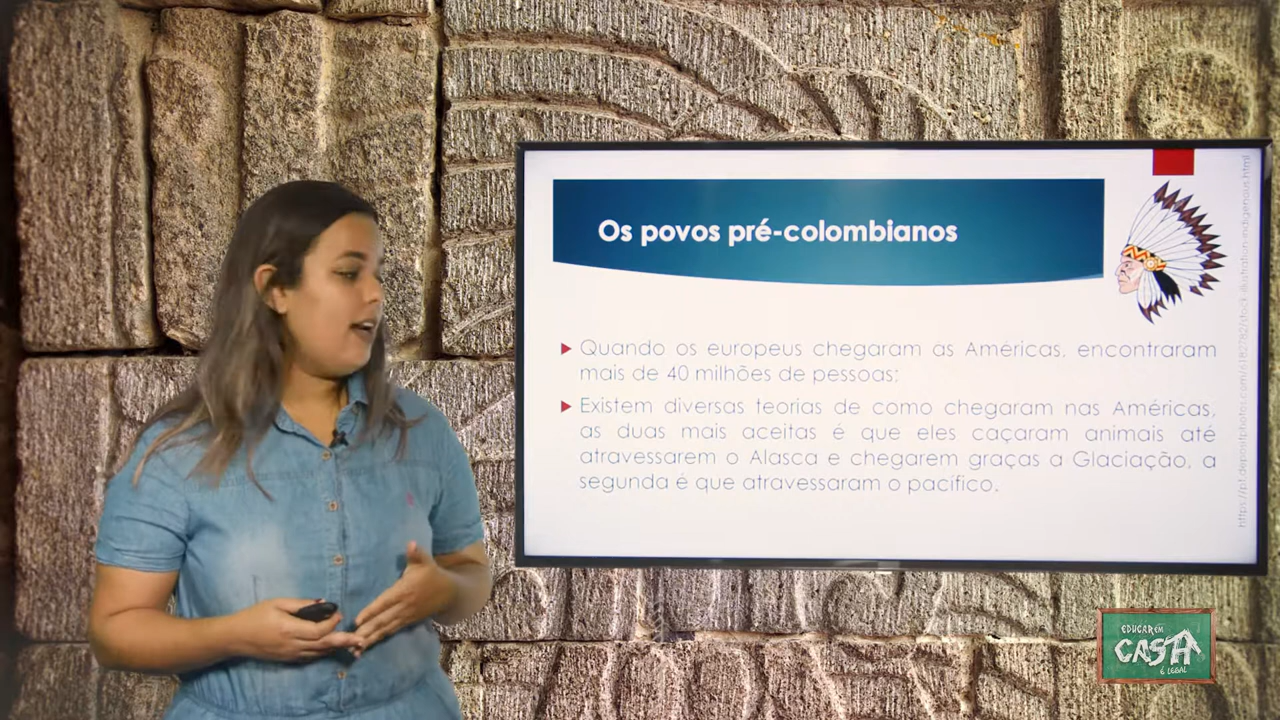 Os povos pré-colombianos
Quando os europeus chegaram as Américas, encontraram
mais de 40 milhões de pessoas;
Existem diversas teorias de como chegaram nas Américas,
as duas mais aceitas é que eles caçaram animais até
atravessarem o Alasca e chegarem graças a Glaciação, a
segunda é que atravessaram o pacífico.
EDUCAR EM
CASA
É LEGAL